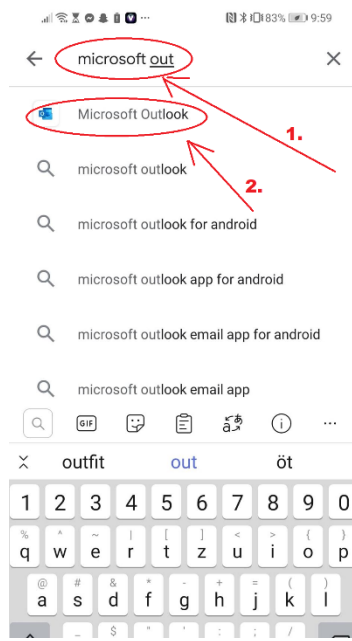 83% 9:59
microsoft out
Microsoft Outlook
1.
microsoft outlook
2.
microsoft outlook for android
microsoft outlook app for android
microsoft outlook email app for android
microsoft outlook email app
GIF
outfit out öt
1 2 3 4 5 6 7 8 9 0
% ^ ~ | [ ] < > { }
q w e r t z u i o p
@ # & * - + = ( )
a s d f g h j k l
_ $ " ' : ; /